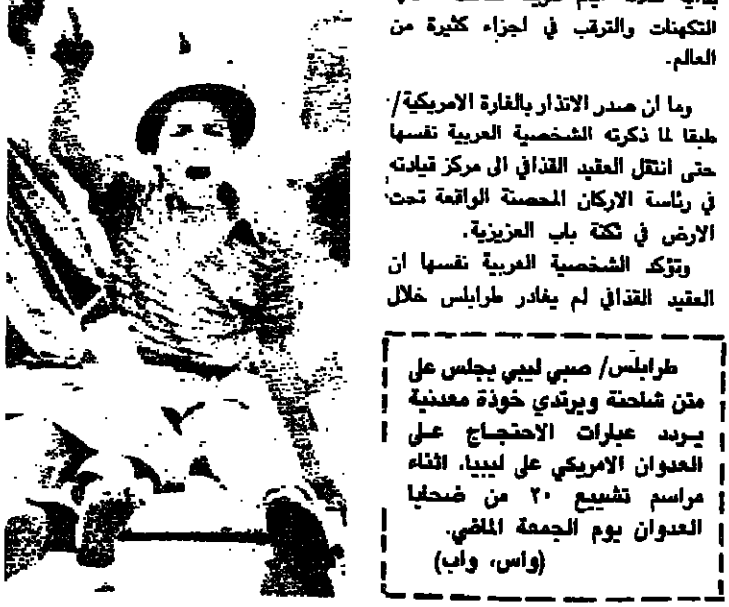 التكهنات والترقب في اجزاء كثيرة من
العالم.
وما ان صدر الانذار بالغارة الامريكية/
طبقا لما ذكرته الشخصية العربية نفسها
حتى انتقل العقيد القذافي الى مركز قيادته
في رئاسة الاركان المحصنة الواقعة تحت
الارض في ثكنة باب العزيزية.
وتؤكد الشخصية العربية نفسها ان
العقيد القذافي لم يغادر طرابلس خلال
طرابلس/ صبي ليبي يجلس على
متن شاحنة ويرتدي خوذة معدنية
يردد عبارات الاحتجاج على
العدوان الامريكي على ليبيا، اثناء
مراسم تشييع ٢٠ من ضحايا
العدوان يوم الجمعة الماضي.
(واس، واب)